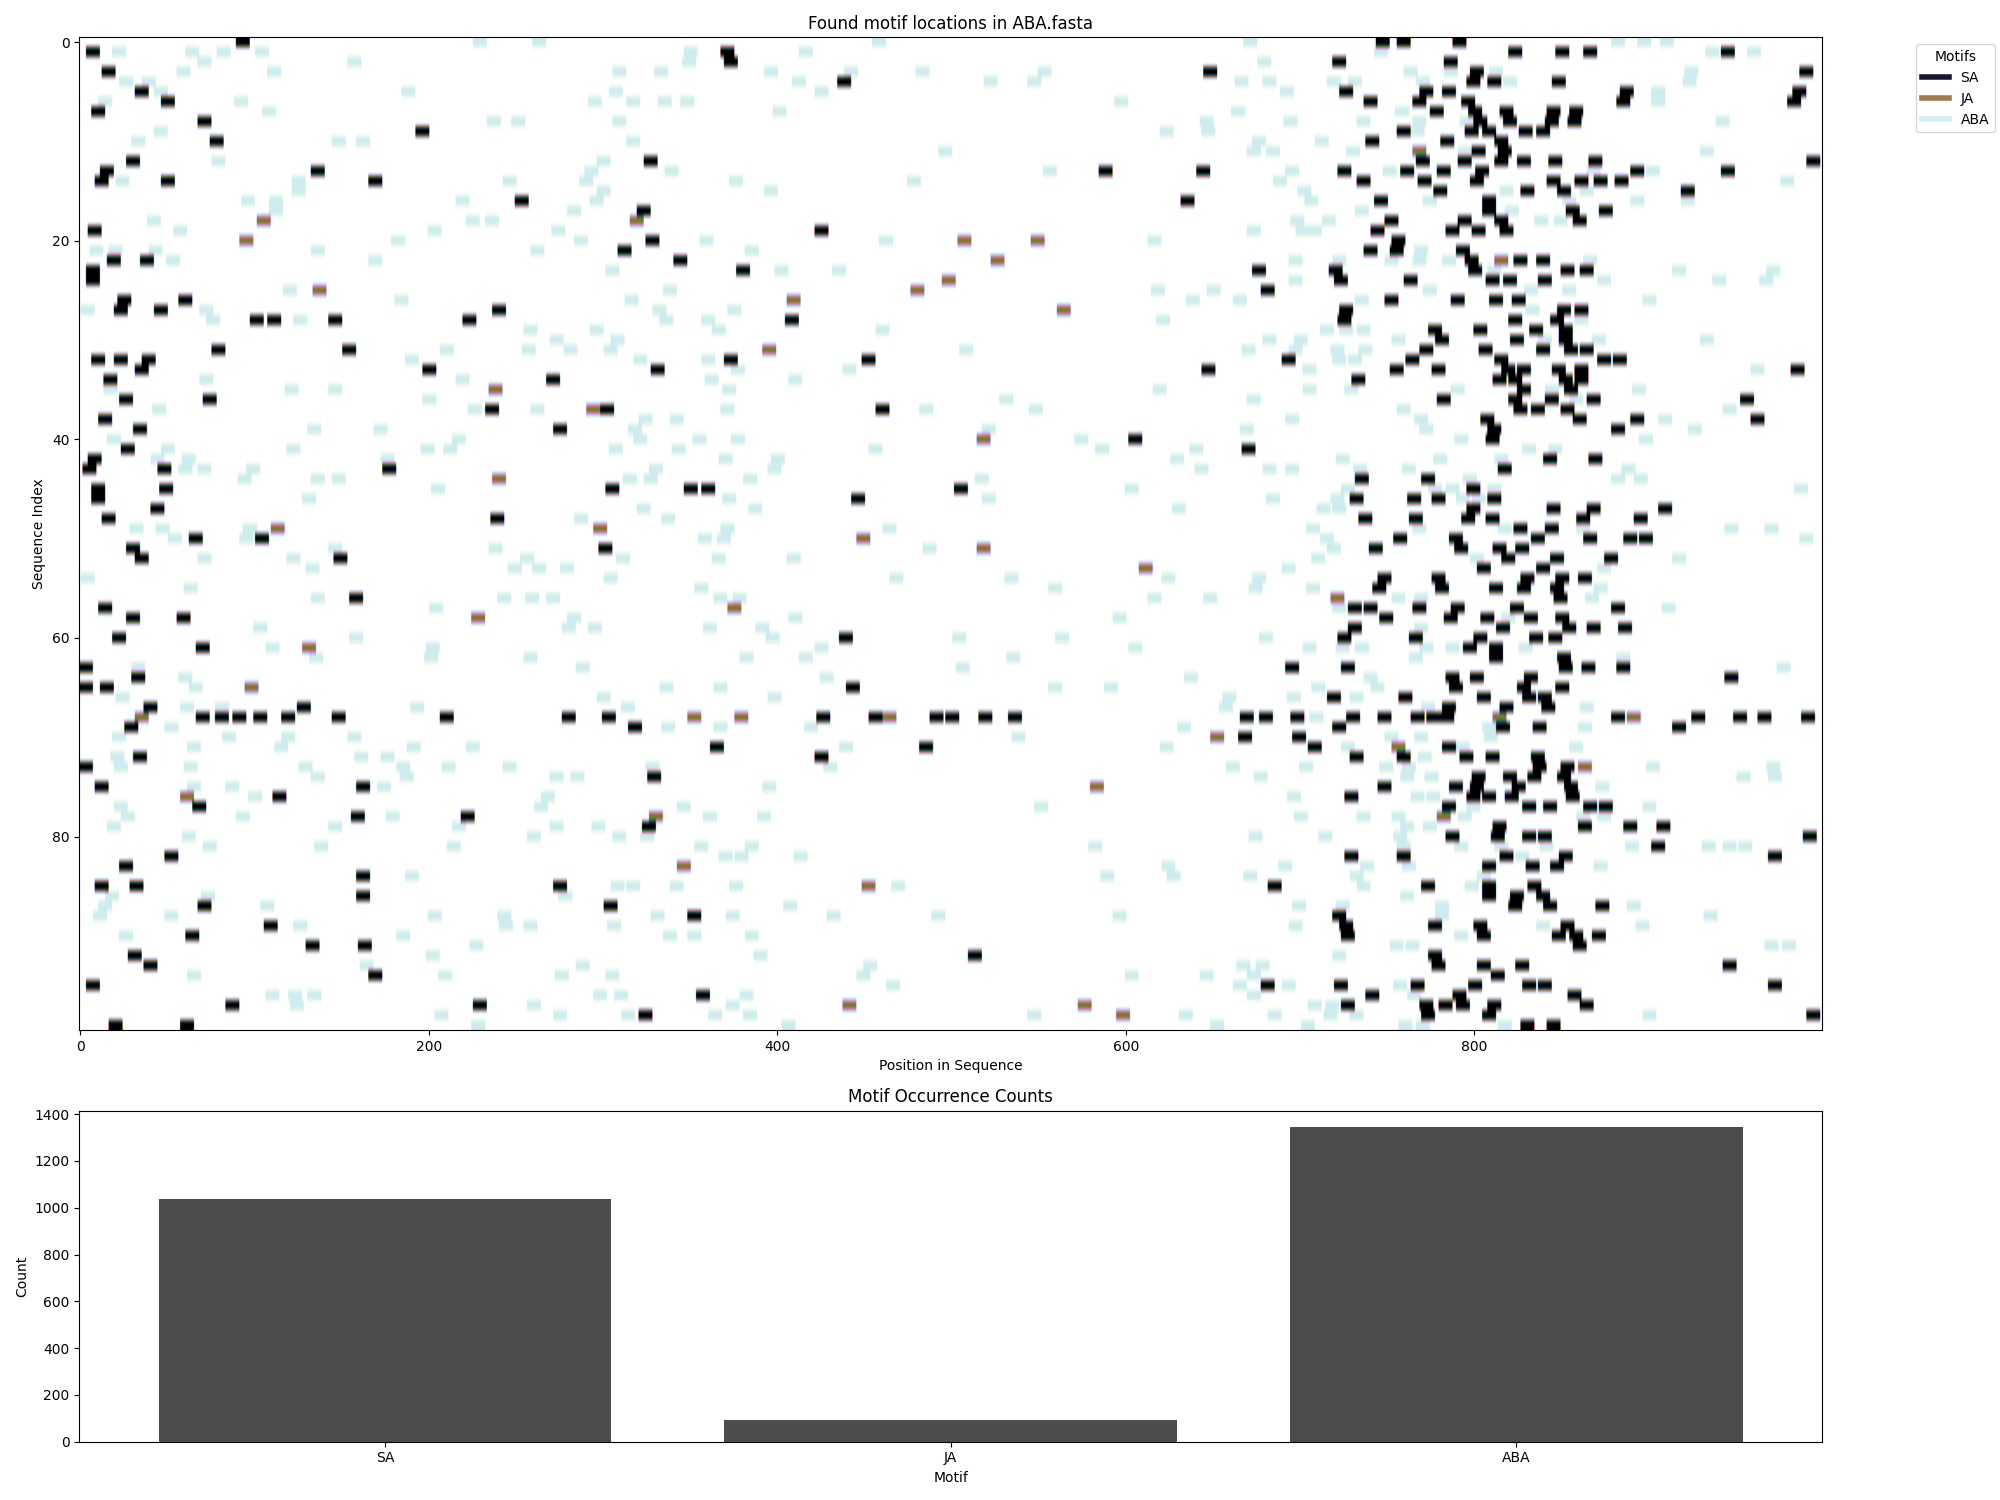 Found motif locations in ABA.fasta
Motifs
SA
JA
ABA
0
20
40
60
80
Sequence Index
0 200 400 600 800
Position in Sequence
Motif Occurrence Counts
1400
1200
1000
800
600
400
200
0
Count
SA JA ABA
Motif